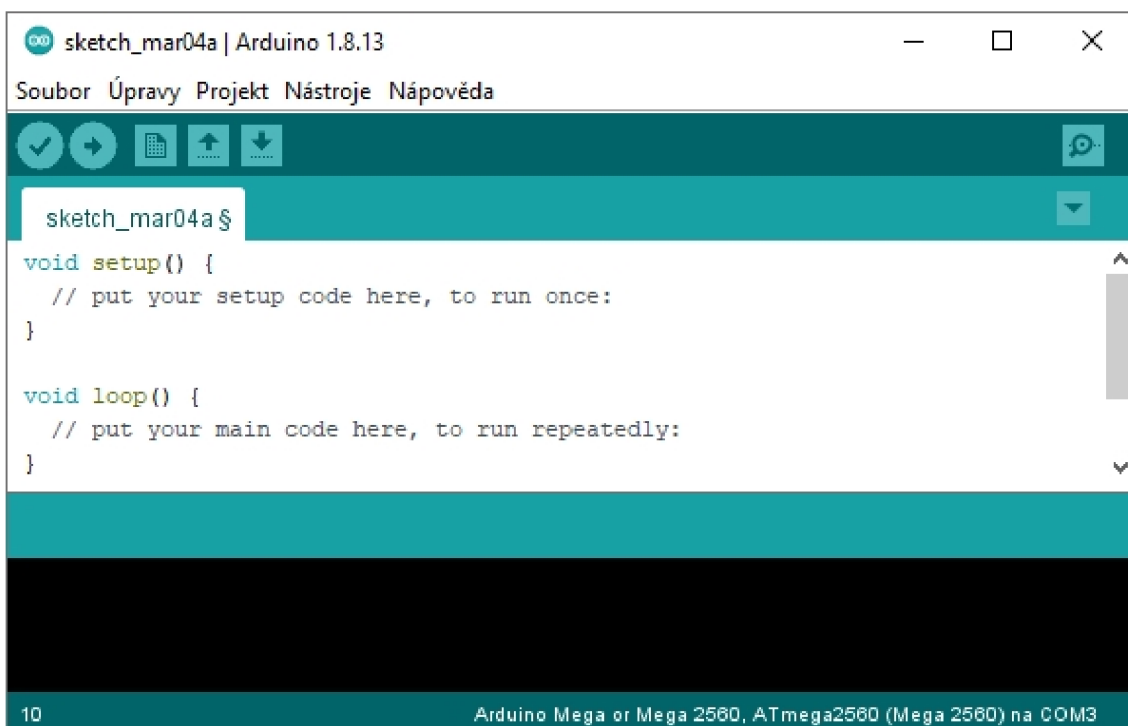 sketch_mar04a | Arduino 1.8.13
Soubor Úpravy Projekt Nástroje Nápověda
sketch_mar04a §
void setup() {
  // put your setup code here, to run once:
}
void loop() {
  // put your main code here, to run repeatedly:
}
10 Arduino Mega or Mega 2560, ATmega2560 (Mega 2560) na COM3